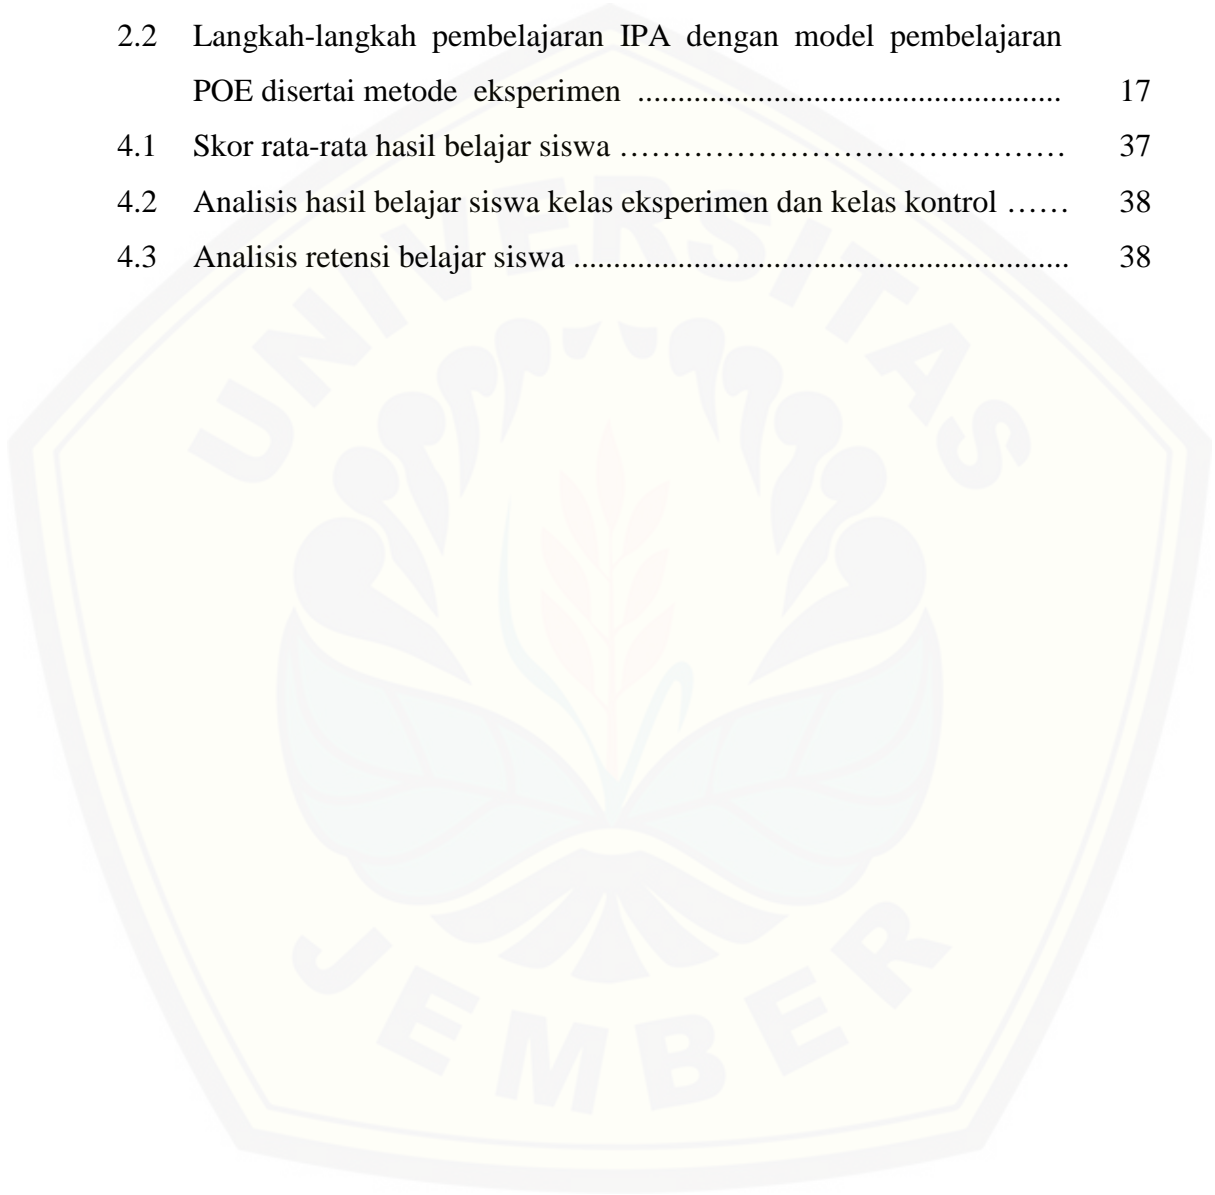 2.2 Langkah-langkah pembelajaran IPA dengan model pembelajaran
POE disertai metode eksperimen ..................................................... 17
4.1 Skor rata-rata hasil belajar siswa ……………………………………… 37
4.2 Analisis hasil belajar siswa kelas eksperimen dan kelas kontrol …… 38
4.3 Analisis retensi belajar siswa .............................................................. 38
UNIVERSITAS
JEMBER